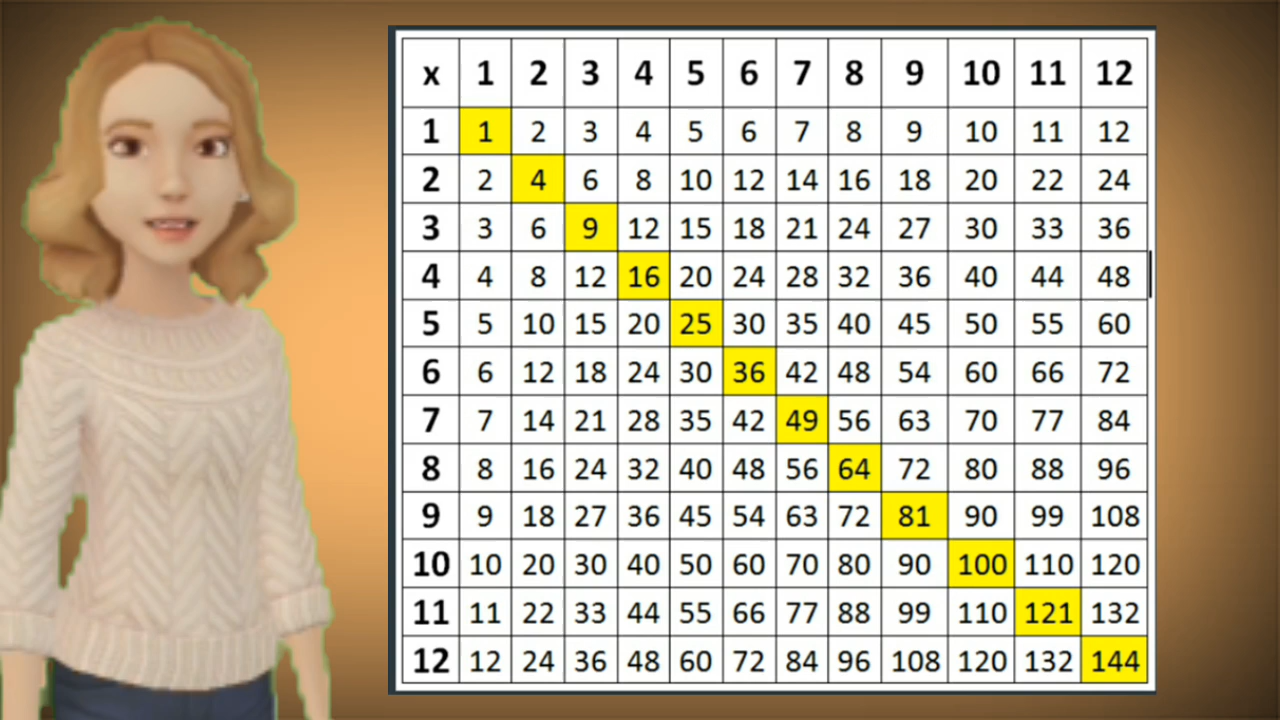 x 1 2 3 4 5 6 7 8 9 10 11 12
1 1 2 3 4 5 6 7 8 9 10 11 12
2 2 4 6 8 10 12 14 16 18 20 22 24
3 3 6 9 12 15 18 21 24 27 30 33 36
4 4 8 12 16 20 24 28 32 36 40 44 48
5 5 10 15 20 25 30 35 40 45 50 55 60
6 6 12 18 24 30 36 42 48 54 60 66 72
7 7 14 21 28 35 42 49 56 63 70 77 84
8 8 16 24 32 40 48 56 64 72 80 88 96
9 9 18 27 36 45 54 63 72 81 90 99 108
10 10 20 30 40 50 60 70 80 90 100 110 120
11 11 22 33 44 55 66 77 88 99 110 121 132
12 12 24 36 48 60 72 84 96 108 120 132 144